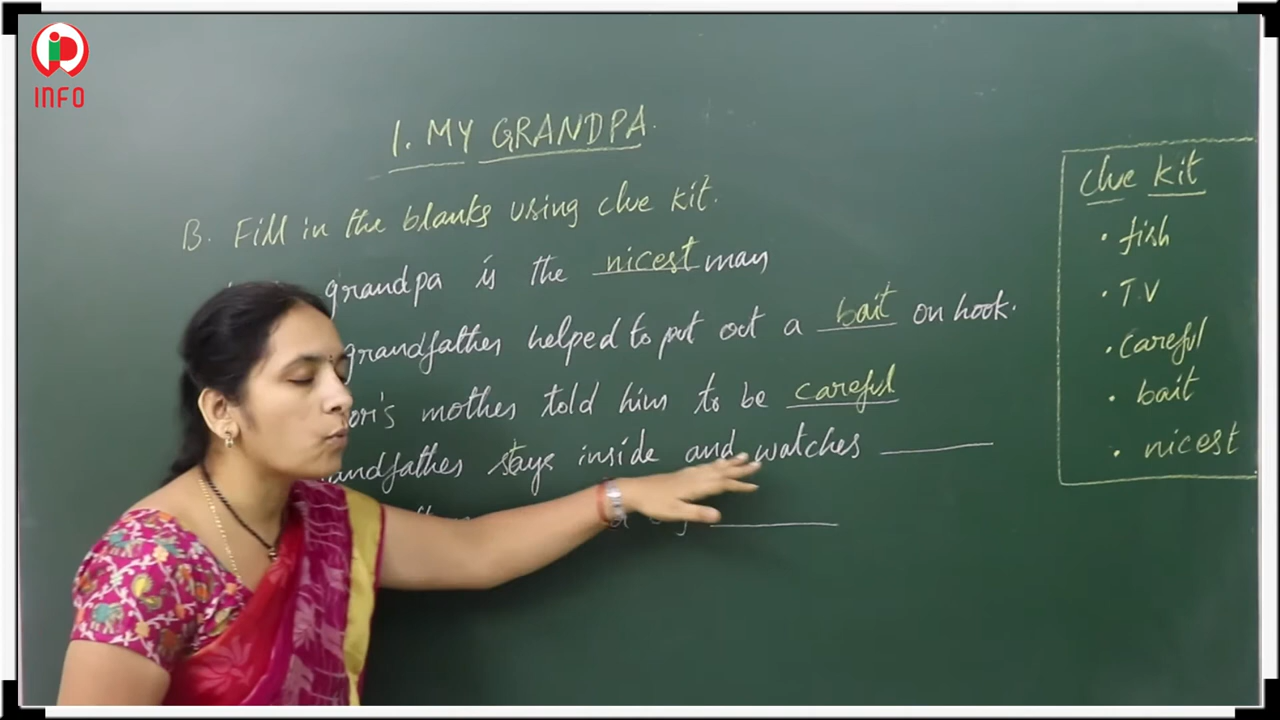 INFO
1. MY GRANDPA.
B. Fill in the blanks using clue kit.
grandpa is the nicest man
grandfather helped to put out a bait on hook.
mother told him to be careful
stays inside and watches ______
______
Clue kit
• fish
• T.V
• careful
• bait
• nicest